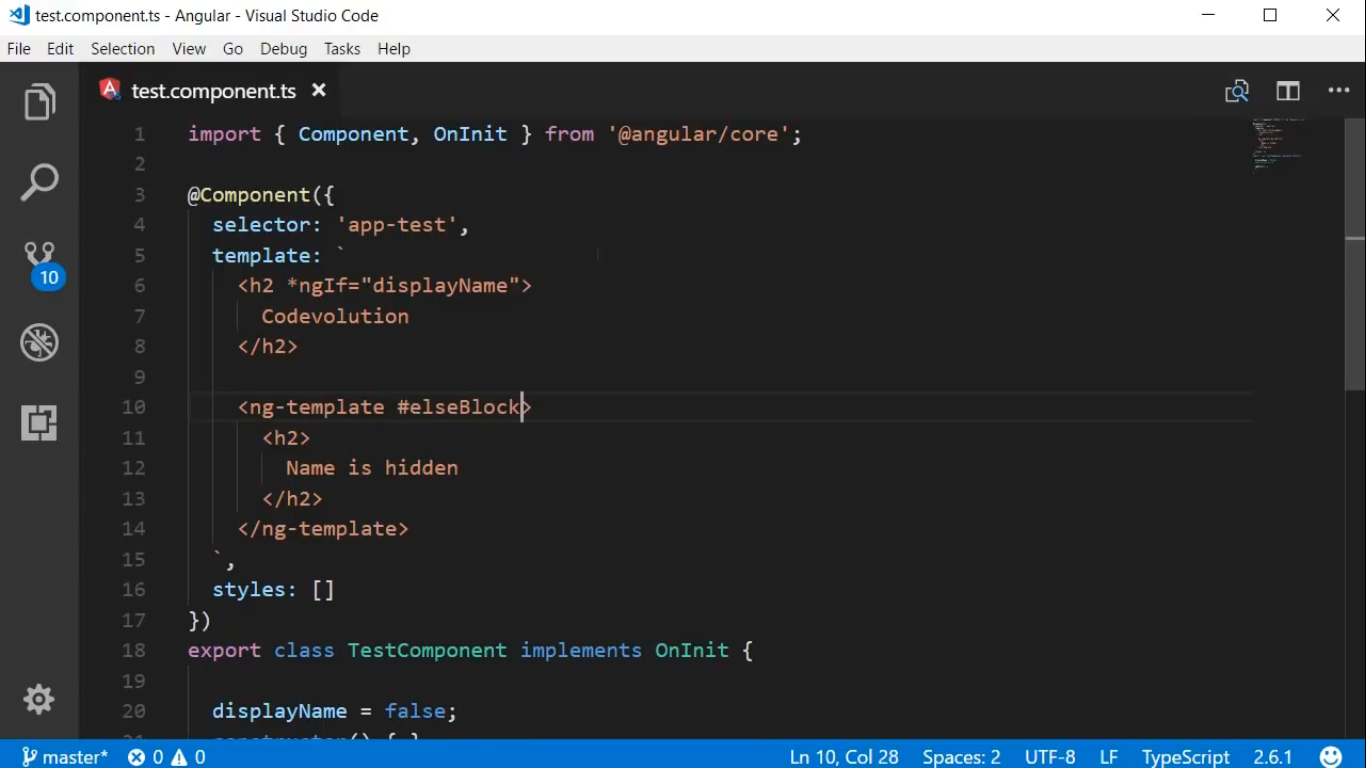 test.component.ts - Angular - Visual Studio Code
File Edit Selection View Go Debug Tasks Help
test.component.ts
1 import { Component, OnInit } from '@angular/core';
2
3 @Component({
4 selector: 'app-test',
5 template: `
6 <h2 *ngIf="displayName">
7 Codevolution
8 </h2>
9
10 <ng-template #elseBlock>
11 <h2>
12 Name is hidden
13 </h2>
14 </ng-template>
15 `,
16 styles: []
17 })
18 export class TestComponent implements OnInit {
19
20 displayName = false;
21 constructor() { }
10
master* 0 0 Ln 10, Col 28 Spaces: 2 UTF-8 LF TypeScript 2.6.1